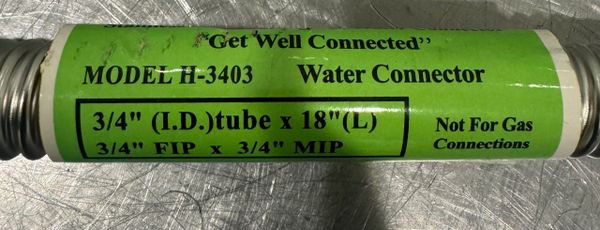 "Get Well Connected"
MODEL H-3403 Water Connector
3/4" (I.D.)tube x 18"(L)
3/4" FIP x 3/4" MIP
Not For Gas
Connections